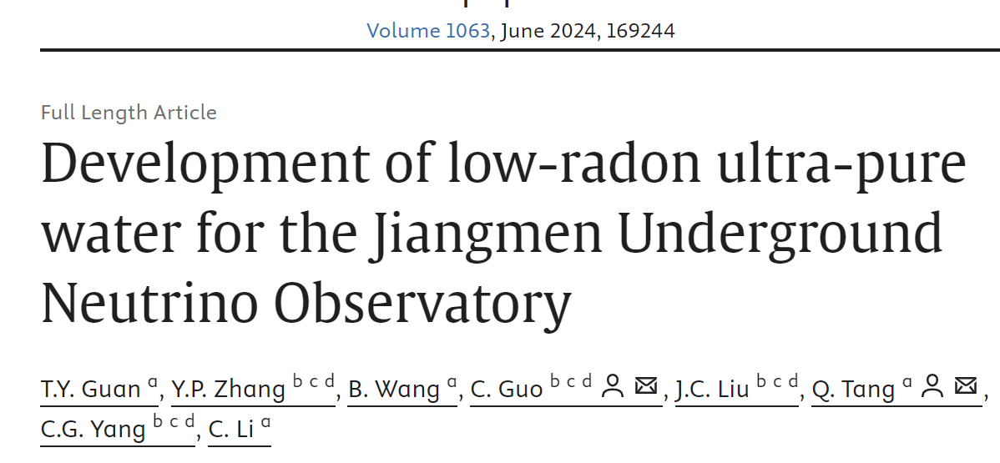 Volume 1063, June 2024, 169244
Full Length Article
Development of low-radon ultra-pure
water for the Jiangmen Underground
Neutrino Observatory
T.Y. Guan a, Y.P. Zhang b c d, B. Wang a, C. Guo b c d, J.C. Liu b c d, Q. Tang a,
C.G. Yang b c d, C. Li a